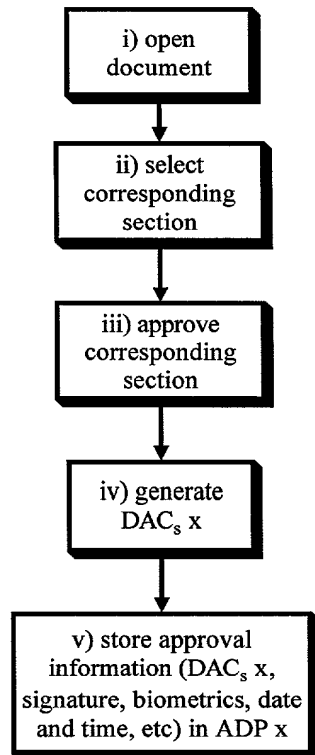 i) open
document
ii) select
corresponding
section
iii) approve
corresponding
section
iv) generate
DACₛ x
v) store approval
information (DACₛ x,
signature, biometrics, date
and time, etc) in ADP x